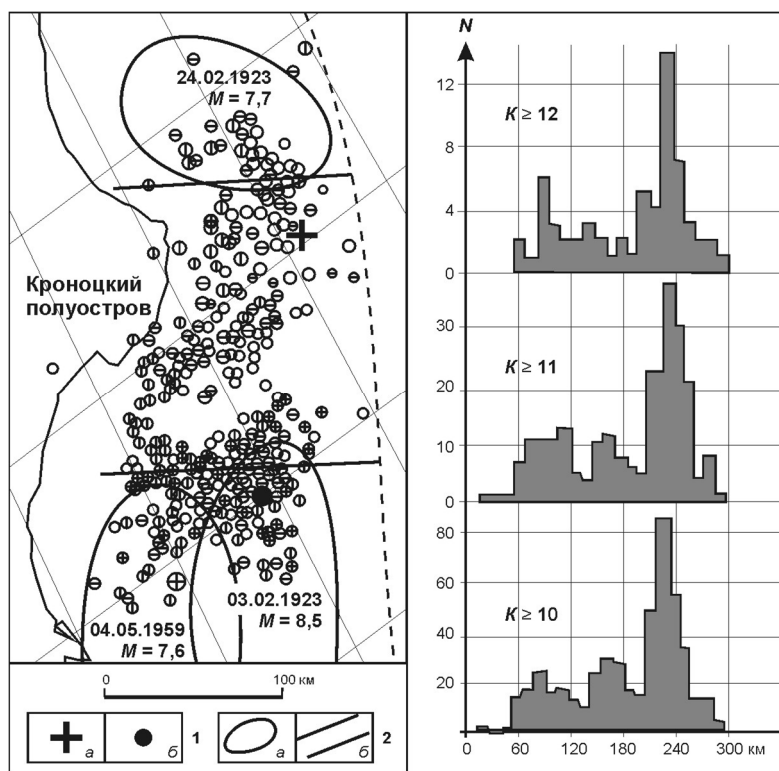 24.02.1923
M = 7,7
Кроноцкий
полуостров
03.02.1923
M = 8,5
04.05.1959
M = 7,6
0 100 км
а б 1 а б 2
N
12
8
4
0
K ≥ 12
30
20
10
0
K ≥ 11
80
60
40
20
K ≥ 10
0 60 120 180 240 300 км